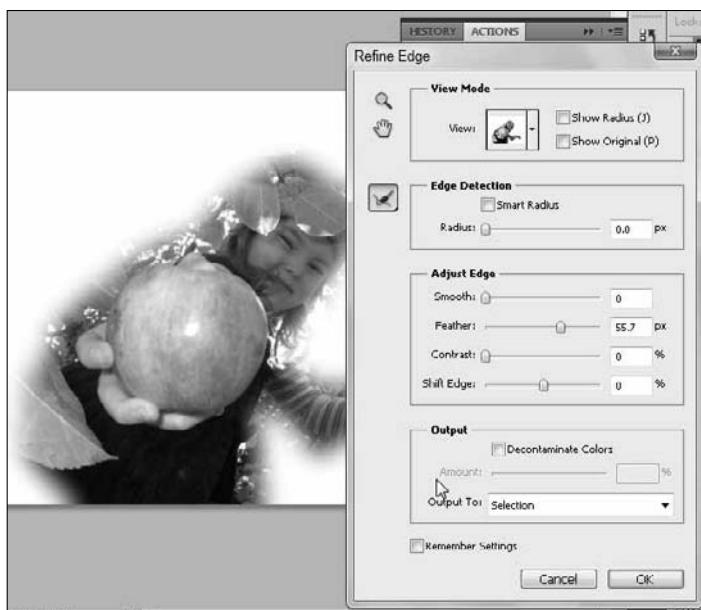 HISTORY ACTIONS
Refine Edge
View Mode
View:
Show Radius (J)
Show Original (P)
Edge Detection
Smart Radius
Radius: 0.0 px
Adjust Edge
Smooth: 0
Feather: 55.7 px
Contrast: 0 %
Shift Edge: 0 %
Output
Decontaminate Colors
Amount: %
Output To: Selection
Remember Settings
Cancel OK